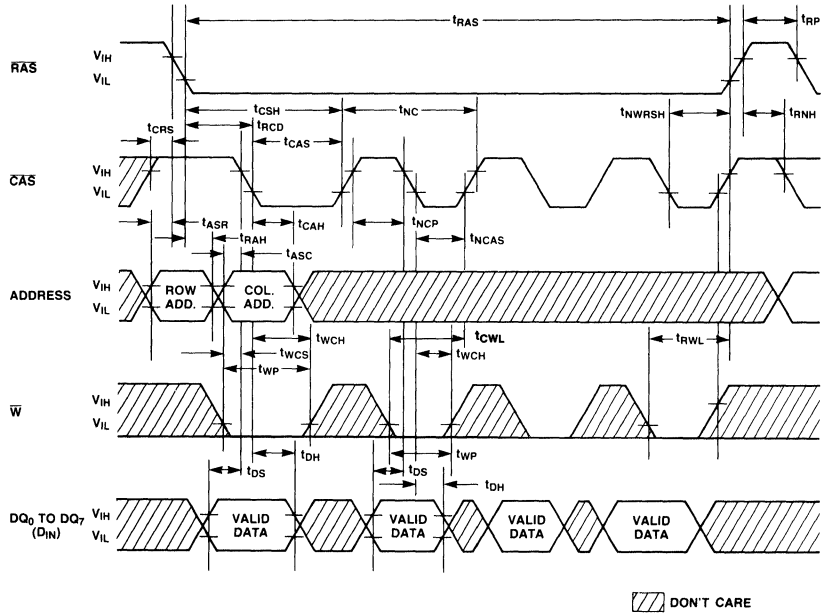 tRAS
tRP
RAS
VIH
VIL
tCSH
tNC
tNWRSH
tRNH
tCRS
tRCD
tCAS
CAS
VIH
VIL
tASR
tRAH
tASC
tCAH
tNCP
tNCAS
ADDRESS
VIH
VIL
ROW
ADD.
COL.
ADD.
tWCH
tWCS
tWP
tCWL
tWCH
tRWL
W
VIH
VIL
tDH
tDS
tWP
tDS
tDH
DQ0 TO DQ7
(DIN)
VIH
VIL
VALID
DATA
VALID
DATA
VALID
DATA
VALID
DATA
DON'T CARE